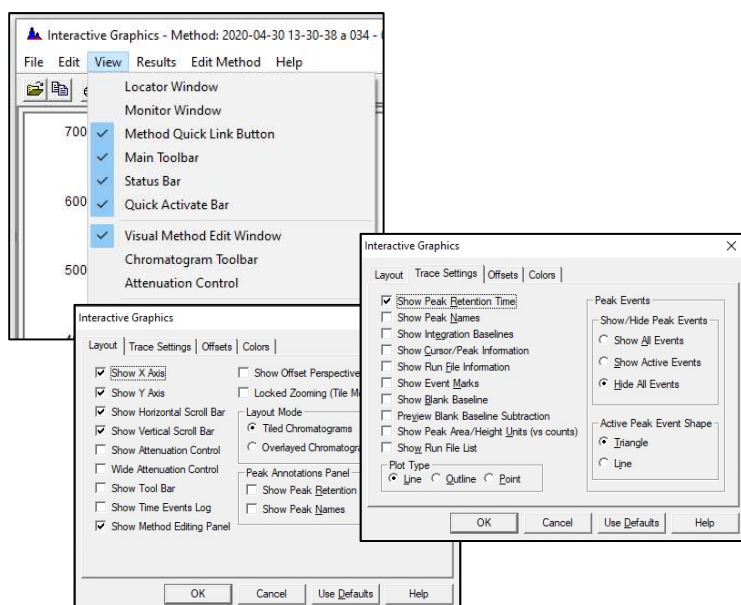 Interactive Graphics - Method: 2020-04-30 13-30-38 a 034 -
File Edit View Results Edit Method Help
Locator Window
Monitor Window
700 Method Quick Link Button
Main Toolbar
Status Bar
600 Quick Activate Bar
Visual Method Edit Window
Chromatogram Toolbar
500 Attenuation Control
Interactive Graphics
Layout Trace Settings Offsets Colors
Show X Axis
Show Y Axis
Show Horizontal Scroll Bar
Show Vertical Scroll Bar
Show Attenuation Control
Wide Attenuation Control
Show Tool Bar
Show Time Events Log
Show Method Editing Panel
Show Offset Perspective
Locked Zooming (Tile
Layout Mode
Tiled Chromatograms
Overlayed
Peak Annotations Panel
Show Peak Retention
Show Peak Names
OK Cancel Use Defaults Help
Interactive Graphics
Layout Trace Settings Offsets Colors
Show Peak Retention Time
Show Peak Names
Show Integration Baselines
Show Cursor/Peak Information
Show Run File Information
Show Event Marks
Show Blank Baseline
Preview Blank Baseline Subtraction
Show Peak Area/Height Units (vs counts)
Show Run File List
Plot Type
Line Outline Point
Peak Events
Show/Hide Peak Events
Show All Events
Show Active Events
Hide All Events
Active Peak Event Shape
Triangle
Line
OK Cancel Use Defaults Help